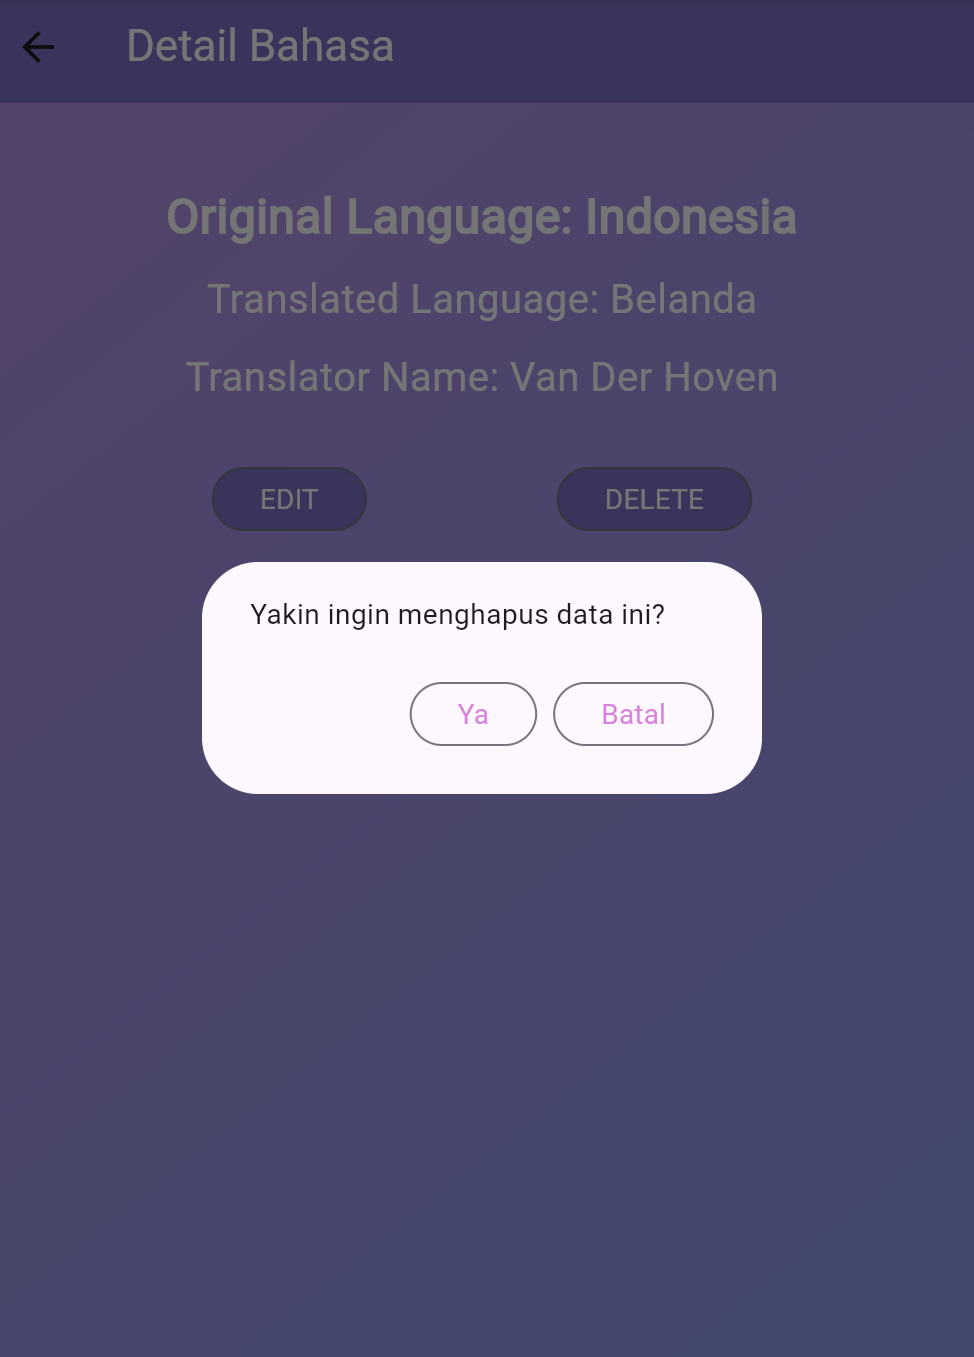 Detail Bahasa
Original Language: Indonesia
Translated Language: Belanda
Translator Name: Van Der Hoven
EDIT DELETE
Yakin ingin menghapus data ini?
Ya Batal